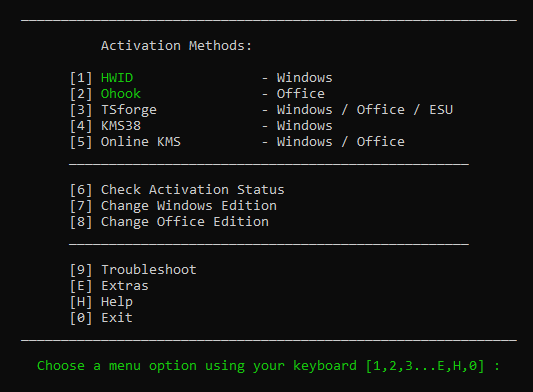 Activation Methods:
[1] HWID - Windows
[2] Ohook - Office
[3] TSforge - Windows / Office / ESU
[4] KMS38 - Windows
[5] Online KMS - Windows / Office
[6] Check Activation Status
[7] Change Windows Edition
[8] Change Office Edition
[9] Troubleshoot
[E] Extras
[H] Help
[0] Exit
Choose a menu option using your keyboard [1,2,3...E,H,0] :